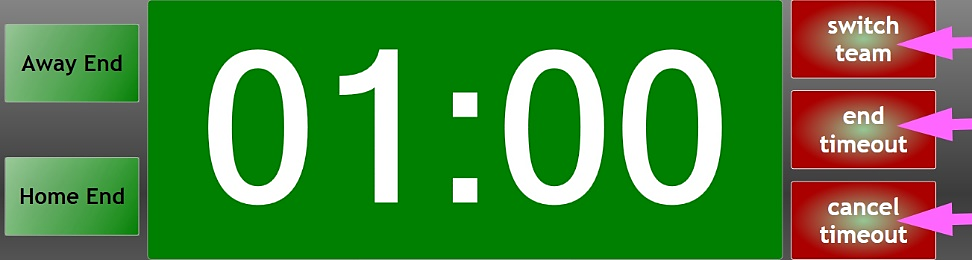 Away End
Home End
01:00
switch
team
end
timeout
cancel
timeout